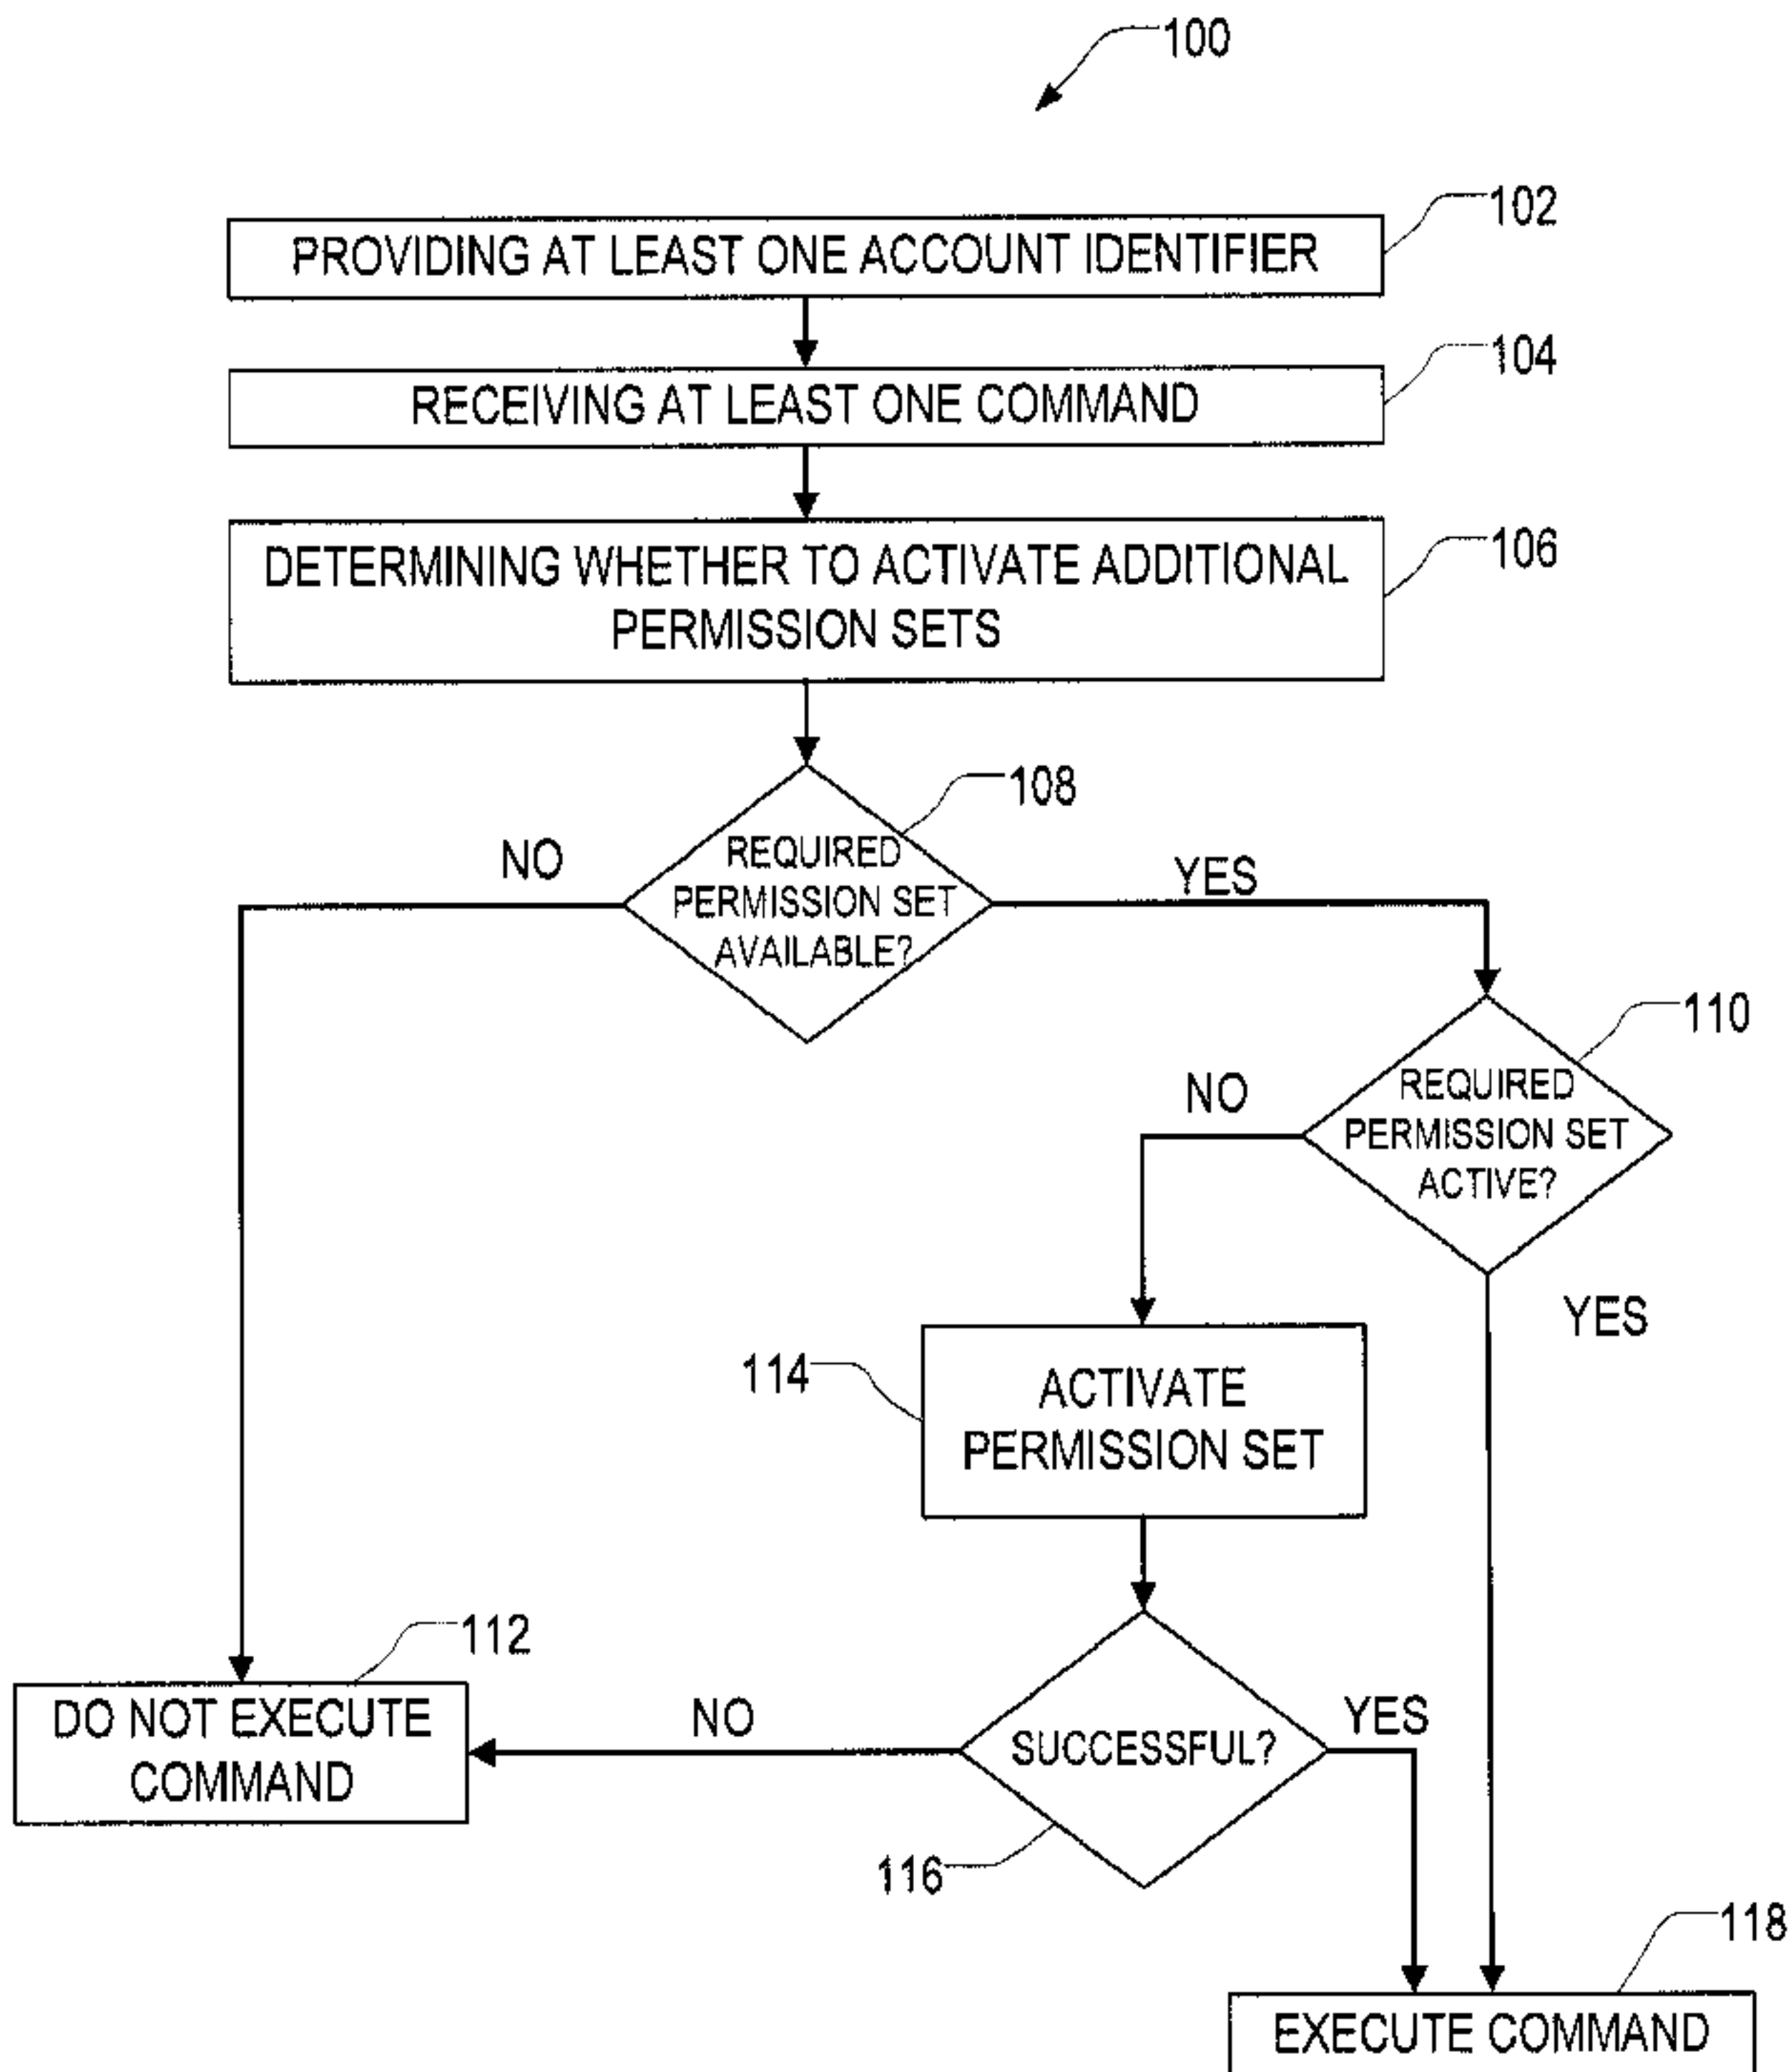 100
102
PROVIDING AT LEAST ONE ACCOUNT IDENTIFIER
104
RECEIVING AT LEAST ONE COMMAND
106
DETERMINING WHETHER TO ACTIVATE ADDITIONAL
PERMISSION SETS
108
NO
REQUIRED
PERMISSION SET
AVAILABLE?
YES
110
NO
REQUIRED
PERMISSION SET
ACTIVE?
YES
114
ACTIVATE
PERMISSION SET
112
DO NOT EXECUTE
COMMAND
NO
SUCCESSFUL?
YES
116
118
EXECUTE COMMAND